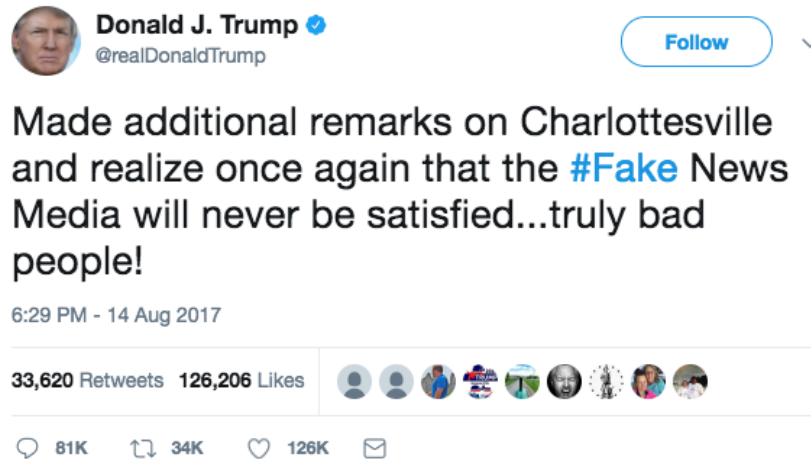 Donald J. Trump
@realDonaldTrump
Follow
Made additional remarks on Charlottesville
and realize once again that the #Fake News
Media will never be satisfied...truly bad
people!
6:29 PM - 14 Aug 2017
33,620 Retweets 126,206 Likes
81K 34K 126K